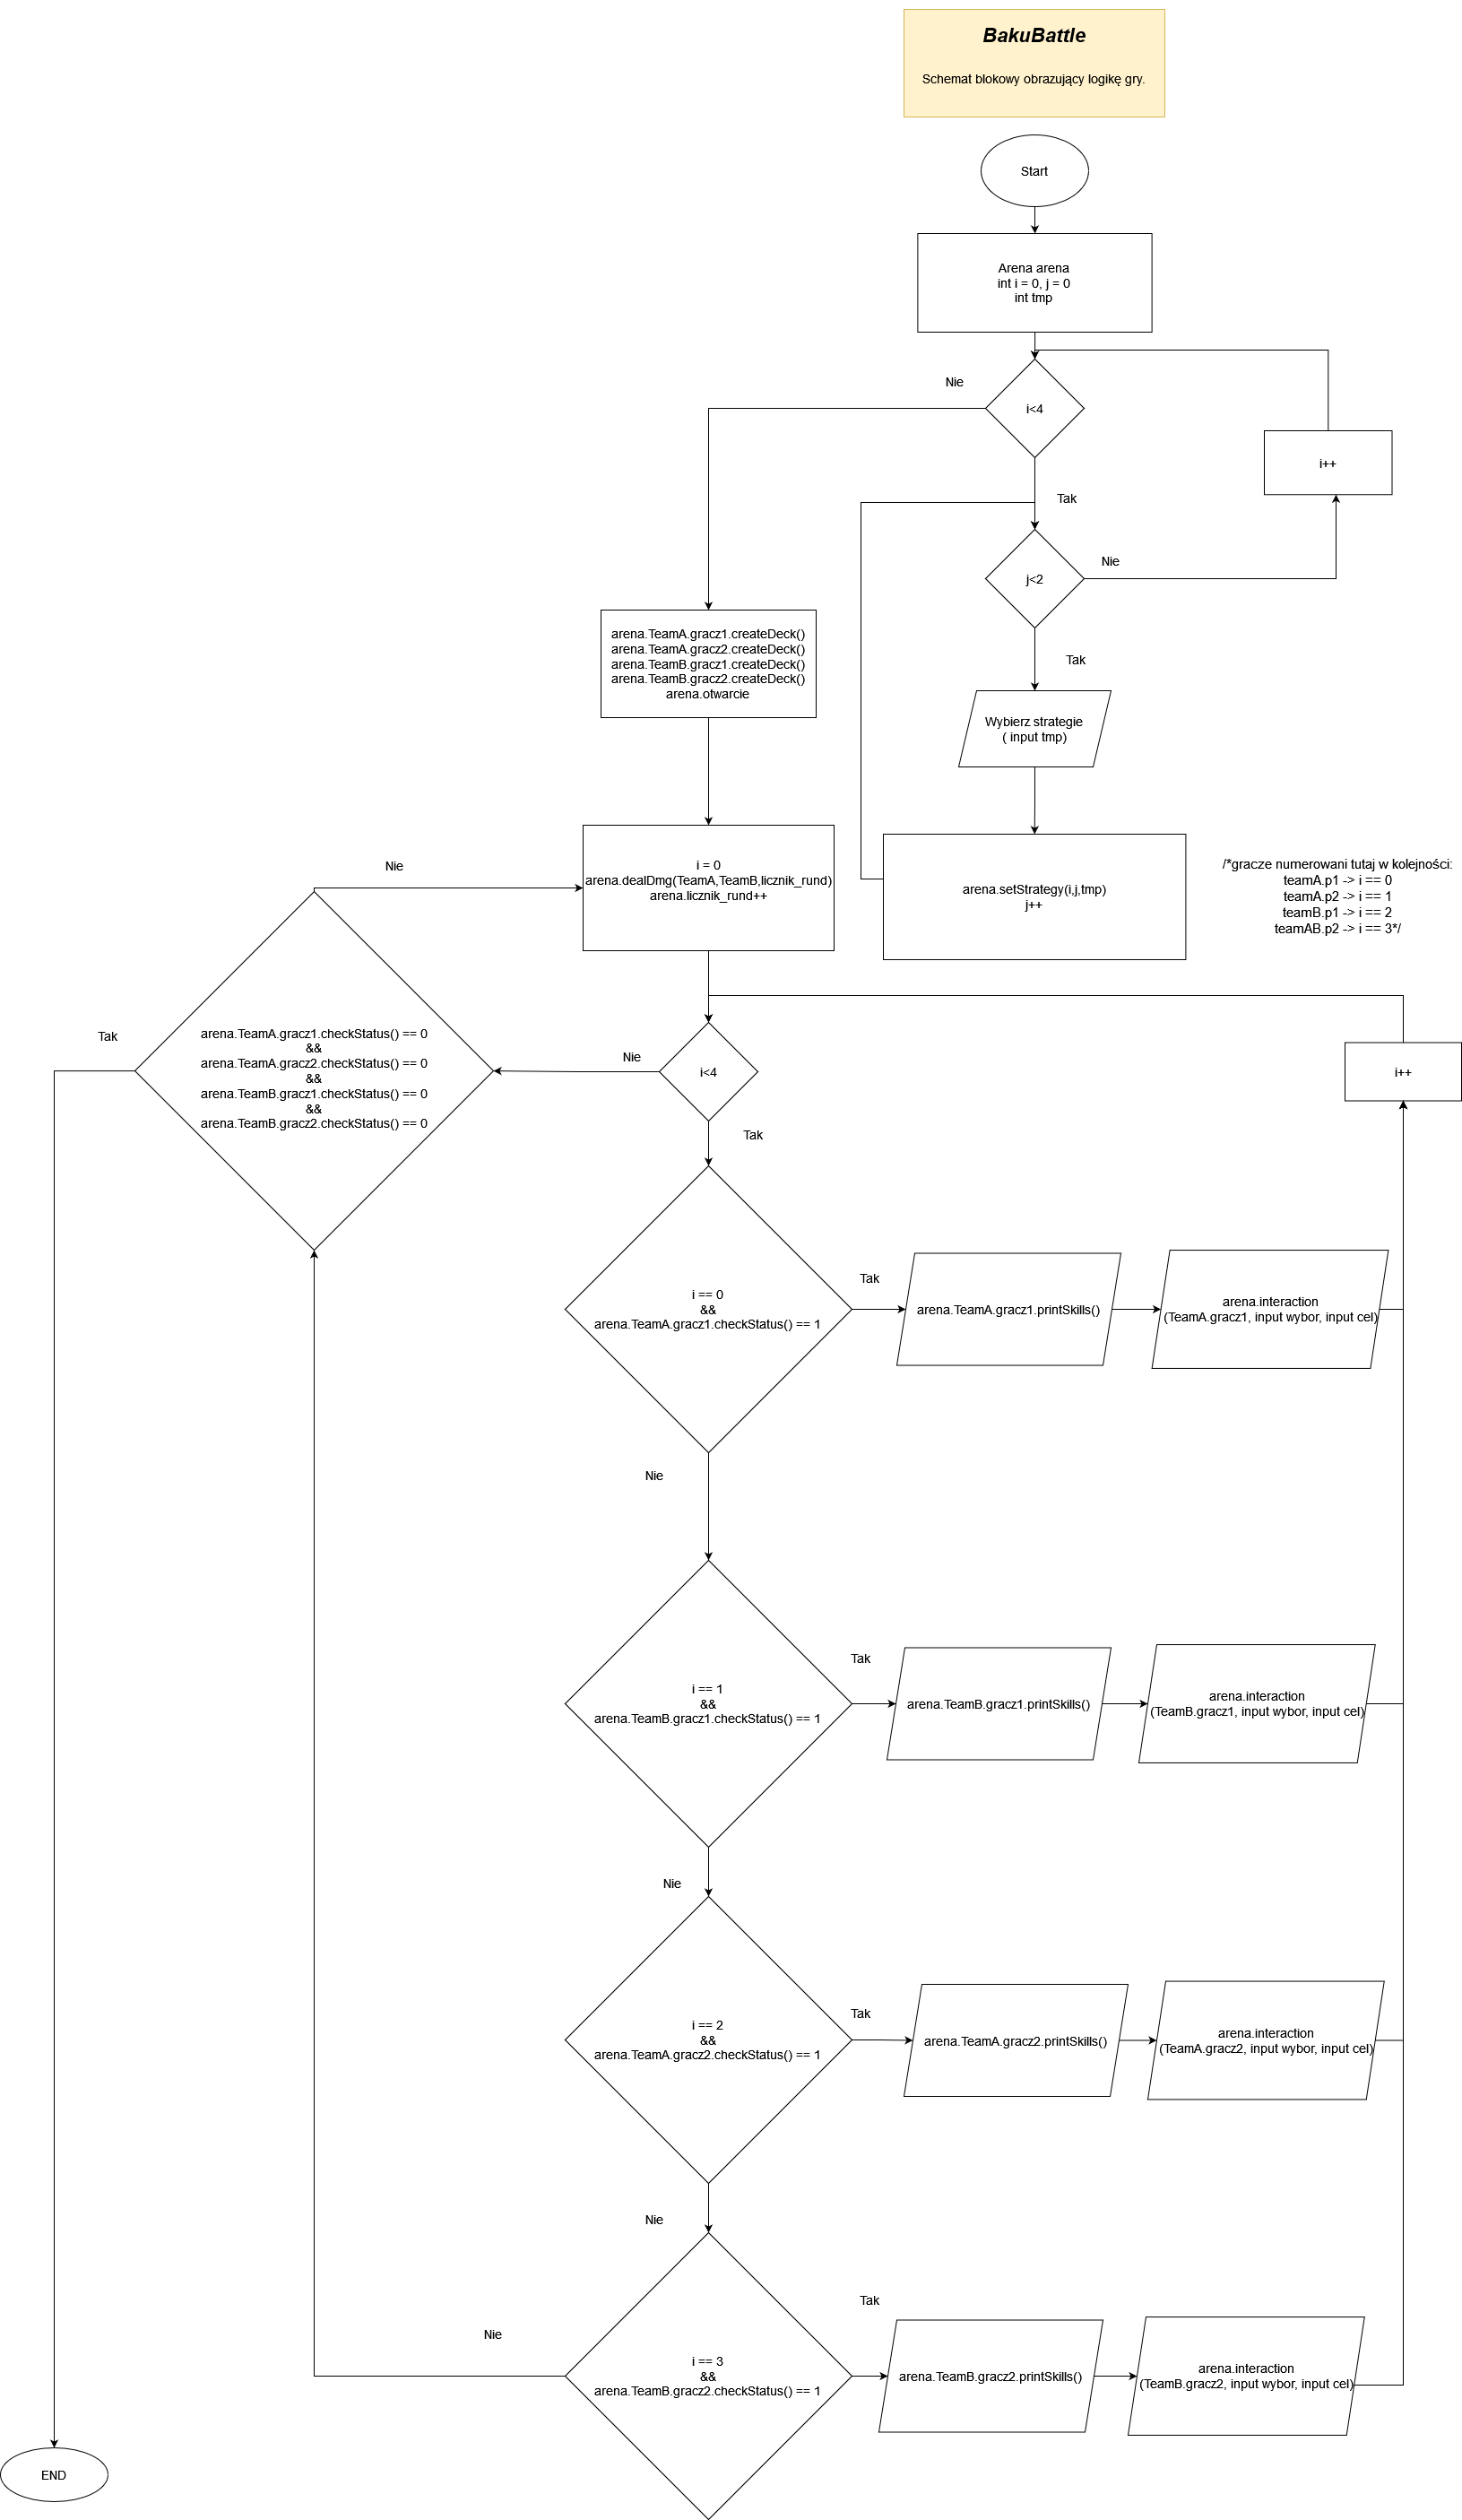 BakuBattle
Schemat blokowy obrazujący logikę gry.
Start
Arena arena
int i = 0, j = 0
int tmp
Nie
i<4
i++
Tak
Nie
j<2
Tak
arena.TeamA.gracz1.createDeck()
arena.TeamA.gracz2.createDeck()
arena.TeamB.gracz1.createDeck()
arena.TeamB.gracz2.createDeck()
arena.otwarcie
Wybierz strategie
( input tmp)
Nie
i = 0
arena.dealDmg(TeamA,TeamB,licznik_rund)
arena.licznik_rund++
arena.setStrategy(i,j,tmp)
j++
/*gracze numerowani tutaj w kolejności:
teamA.p1 -> i == 0
teamA.p2 -> i == 1
teamB.p1 -> i == 2
teamAB.p2 -> i == 3*/
Tak
arena.TeamA.gracz1.checkStatus() == 0
&&
arena.TeamA.gracz2.checkStatus() == 0
&&
arena.TeamB.gracz1.checkStatus() == 0
&&
arena.TeamB.gracz2.checkStatus() == 0
Nie
i<4
i++
Tak
i == 0
&&
arena.TeamA.gracz1.checkStatus() == 1
Tak
arena.TeamA.gracz1.printSkills()
arena.interaction
(TeamA.gracz1, input wybor, input cel)
Nie
i == 1
&&
arena.TeamB.gracz1.checkStatus() == 1
Tak
arena.TeamB.gracz1.printSkills()
arena.interaction
(TeamB.gracz1, input wybor, input cel)
Nie
i == 2
&&
arena.TeamA.gracz2.checkStatus() == 1
Tak
arena.TeamA.gracz2.printSkills()
arena.interaction
(TeamA.gracz2, input wybor, input cel)
Nie
Nie
i == 3
&&
arena.TeamB.gracz2.checkStatus() == 1
Tak
arena.TeamB.gracz2.printSkills()
arena.interaction
(TeamB.gracz2, input wybor, input cel)
END